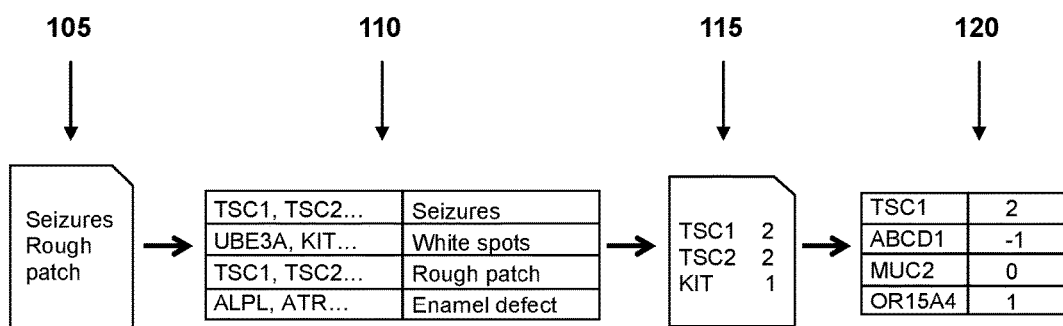 105 110 115 120
Seizures
Rough
patch
TSC1, TSC2... Seizures
UBE3A, KIT... White spots
TSC1, TSC2... Rough patch
ALPL, ATR... Enamel defect
TSC1 2
TSC2 2
KIT 1
TSC1 2
ABCD1 -1
MUC2 0
OR15A4 1